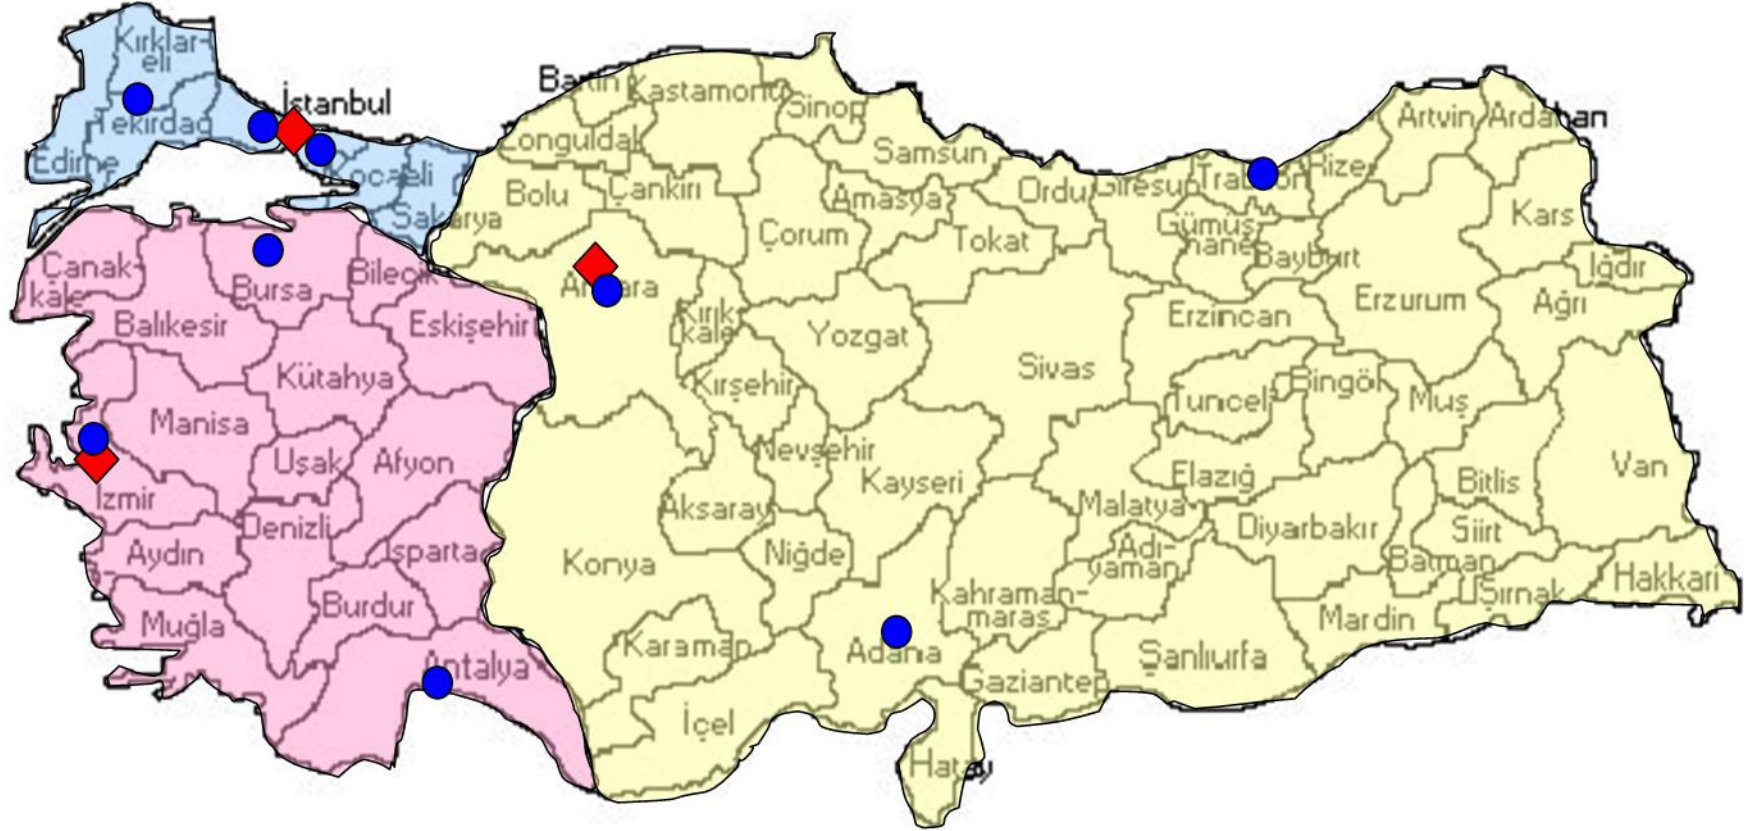 Kırklar-
eli
Tekirdağ
İstanbul
Edirne
Kocaeli
Sakarya
Bartın
Kastamonu
Sinop
Zonguldak
Samsun
Artvin
Ardahan
Bolu
Çankırı
Amasya
Ordu
Giresun
Trabzon
Rize
Çorum
Tokat
Gümüş
hane
Bayburt
Kars
Iğdır
Çanak-
kale
Bursa
Bilecik
Ankara
Kırık-
kale
Erzurum
Ağrı
Balıkesir
Eskişehir
Yozgat
Erzincan
Kütahya
Kırşehir
Sivas
Tunceli
Bingöl
Muş
Manisa
Uşak
Afyon
Nevşehir
Kayseri
Elazığ
Bitlis
Van
İzmir
Aksaray
Malatya
Denizli
Diyarbakır
Siirt
Aydın
Isparta
Konya
Niğde
Adı-
yaman
Batman
Şırnak
Hakkari
Burdur
Kahraman-
maras
Mardin
Muğla
Karaman
Adana
Şanlıurfa
Antalya
Gaziantep
İçel
Hatay